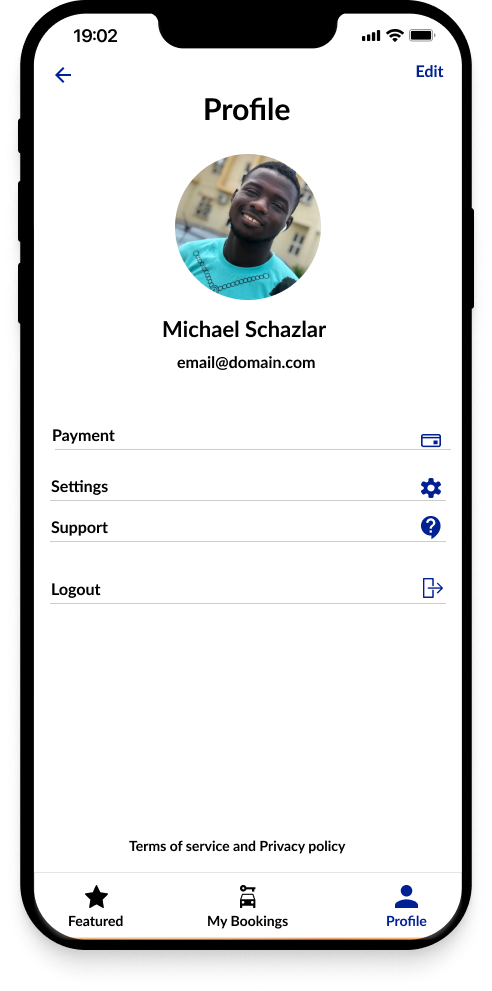 19:02
Edit
Profile
Michael Schazlar
email@domain.com
Payment
Settings
Support
Logout
Terms of service and Privacy policy
Featured
My Bookings
Profile